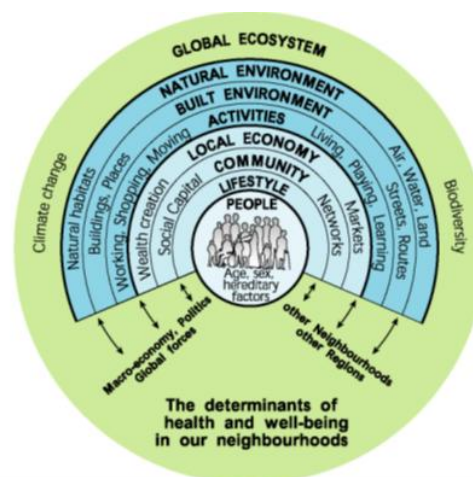 GLOBAL ECOSYSTEM
NATURAL ENVIRONMENT
BUILT ENVIRONMENT
ACTIVITIES
LOCAL ECONOMY
COMMUNITY
LIFESTYLE
PEOPLE
Age, sex,
hereditary
factors
Climate change
Natural habitats
Buildings, Places
Working, Shopping, Moving
Wealth creation
Social Capital
Networks
Markets
Living, Playing, Learning
Streets, Routes
Air, Water, Land
Biodiversity
Macro-economy, Politics
Global forces
other Neighbourhoods
other Regions
The determinants of
health and well-being
in our neighbourhoods